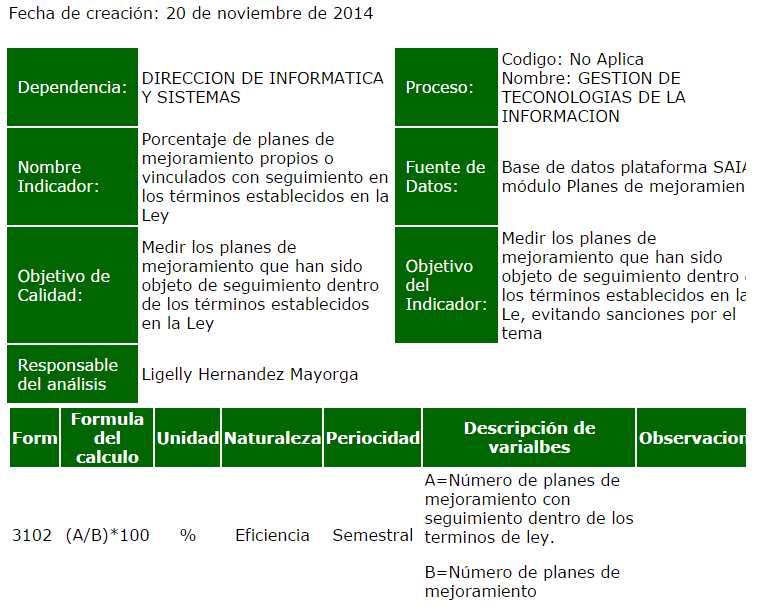 Fecha de creación: 20 de noviembre de 2014
Dependencia:
DIRECCION DE INFORMATICA
Y SISTEMAS
Proceso:
Codigo: No Aplica
Nombre: GESTION DE
TECONOLOGIAS DE LA
INFORMACION
Nombre
Indicador:
Porcentaje de planes de
mejoramiento propios o
vinculados con seguimiento en
los términos establecidos en la
Ley
Fuente de
Datos:
Base de datos plataforma SAIA
módulo Planes de mejoramien
Objetivo de
Calidad:
Medir los planes de
mejoramiento que han sido
objeto de seguimiento dentro
de los términos establecidos
en la Ley
Objetivo
del
Indicador:
Medir los planes de
mejoramiento que han sido
objeto de seguimiento dentro
los términos establecidos en la
Le, evitando sanciones por el
tema
Responsable
del análisis
Ligelly Hernandez Mayorga
Form
Formula
del
calculo
Unidad
Naturaleza
Periocidad
Descripción de
varialbes
Observacion
3102
(A/B)*100
%
Eficiencia
Semestral
A=Número de planes de
mejoramiento con
seguimiento dentro de los
terminos de ley.
B=Número de planes de
mejoramiento